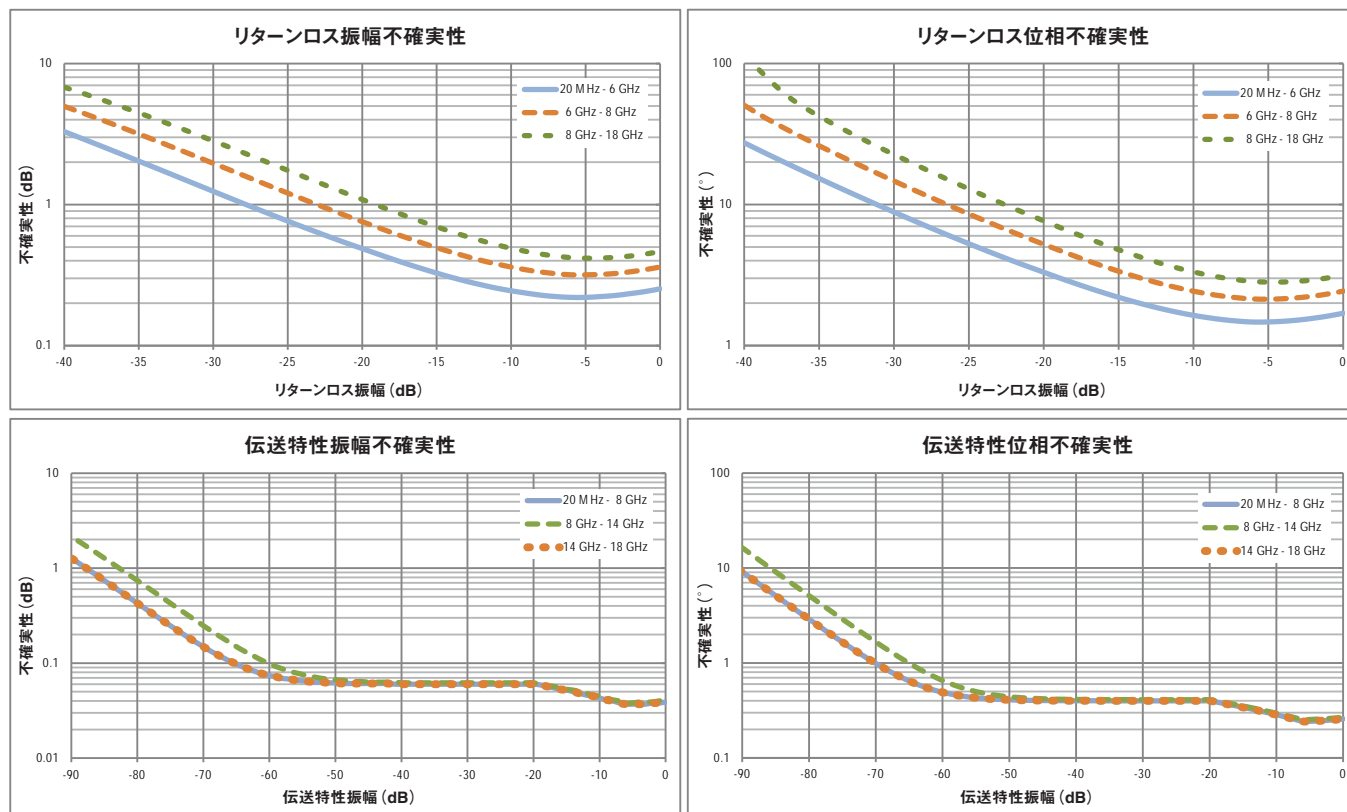 リターンロス振幅不確実性
10
1
0.1
不確実性 (dB)
20 MHz - 6 GHz
6 GHz - 8 GHz
8 GHz - 18 GHz
-40 -35 -30 -25 -20 -15 -10 -5 0
リターンロス振幅 (dB)
リターンロス位相不確実性
100
10
1
不確実性 (°)
20 MHz - 6 GHz
6 GHz - 8 GHz
8 GHz - 18 GHz
-40 -35 -30 -25 -20 -15 -10 -5 0
リターンロス振幅 (dB)
伝送特性振幅不確実性
10
1
0.1
0.01
不確実性 (dB)
20 MHz - 8 GHz
8 GHz - 14 GHz
14 GHz - 18 GHz
-90 -80 -70 -60 -50 -40 -30 -20 -10 0
伝送特性振幅 (dB)
伝送特性位相不確実性
100
10
1
0.1
不確実性 (°)
20 MHz - 8 GHz
8 GHz - 14 GHz
14 GHz - 18 GHz
-90 -80 -70 -60 -50 -40 -30 -20 -10 0
伝送特性振幅 (dB)